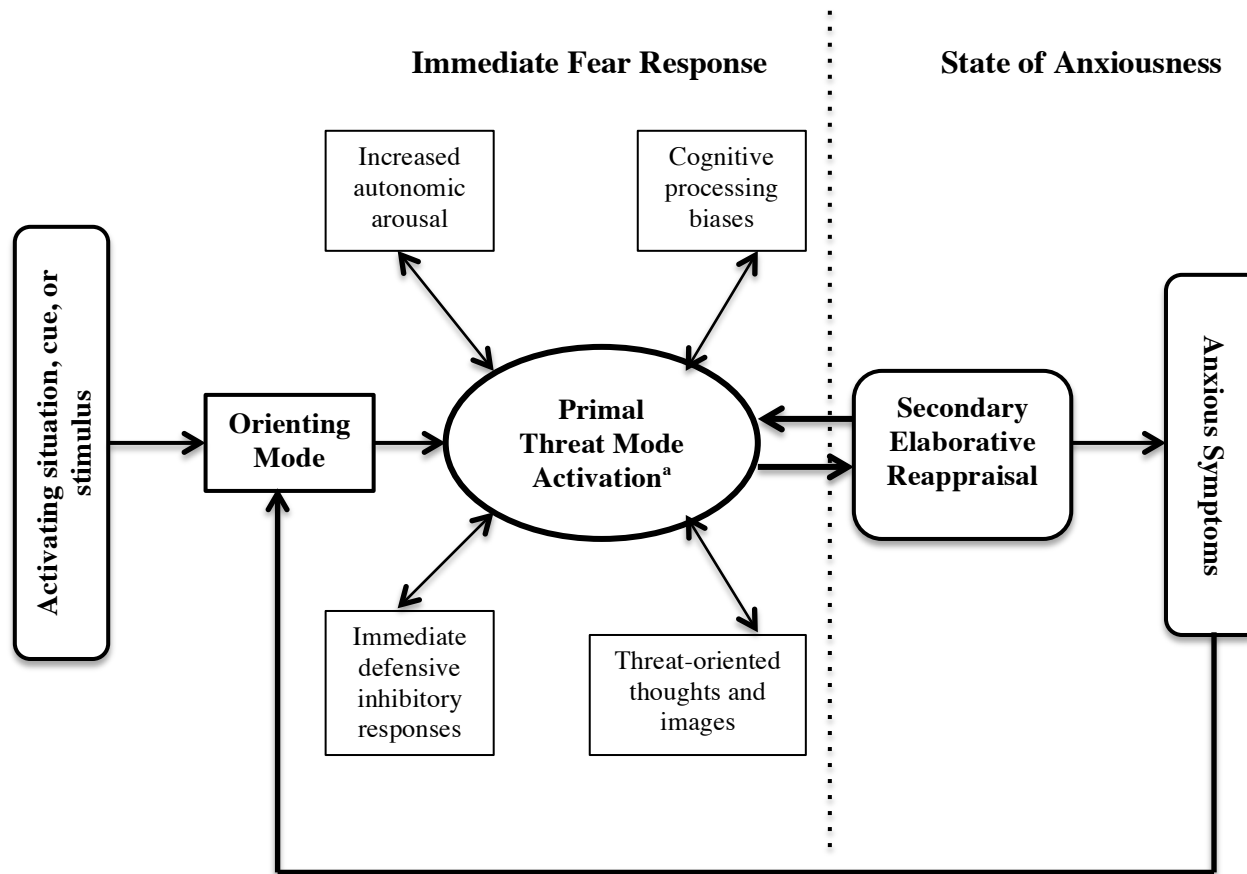 Immediate Fear Response
State of Anxiousness
Increased
autonomic
arousal
Cognitive
processing
biases
Activating situation, cue, or
stimulus
Orienting
Mode
Primal
Threat Mode
Activationᵃ
Secondary
Elaborative
Reappraisal
Anxious Symptoms
Immediate
defensive
inhibitory
responses
Threat-oriented
thoughts and
images